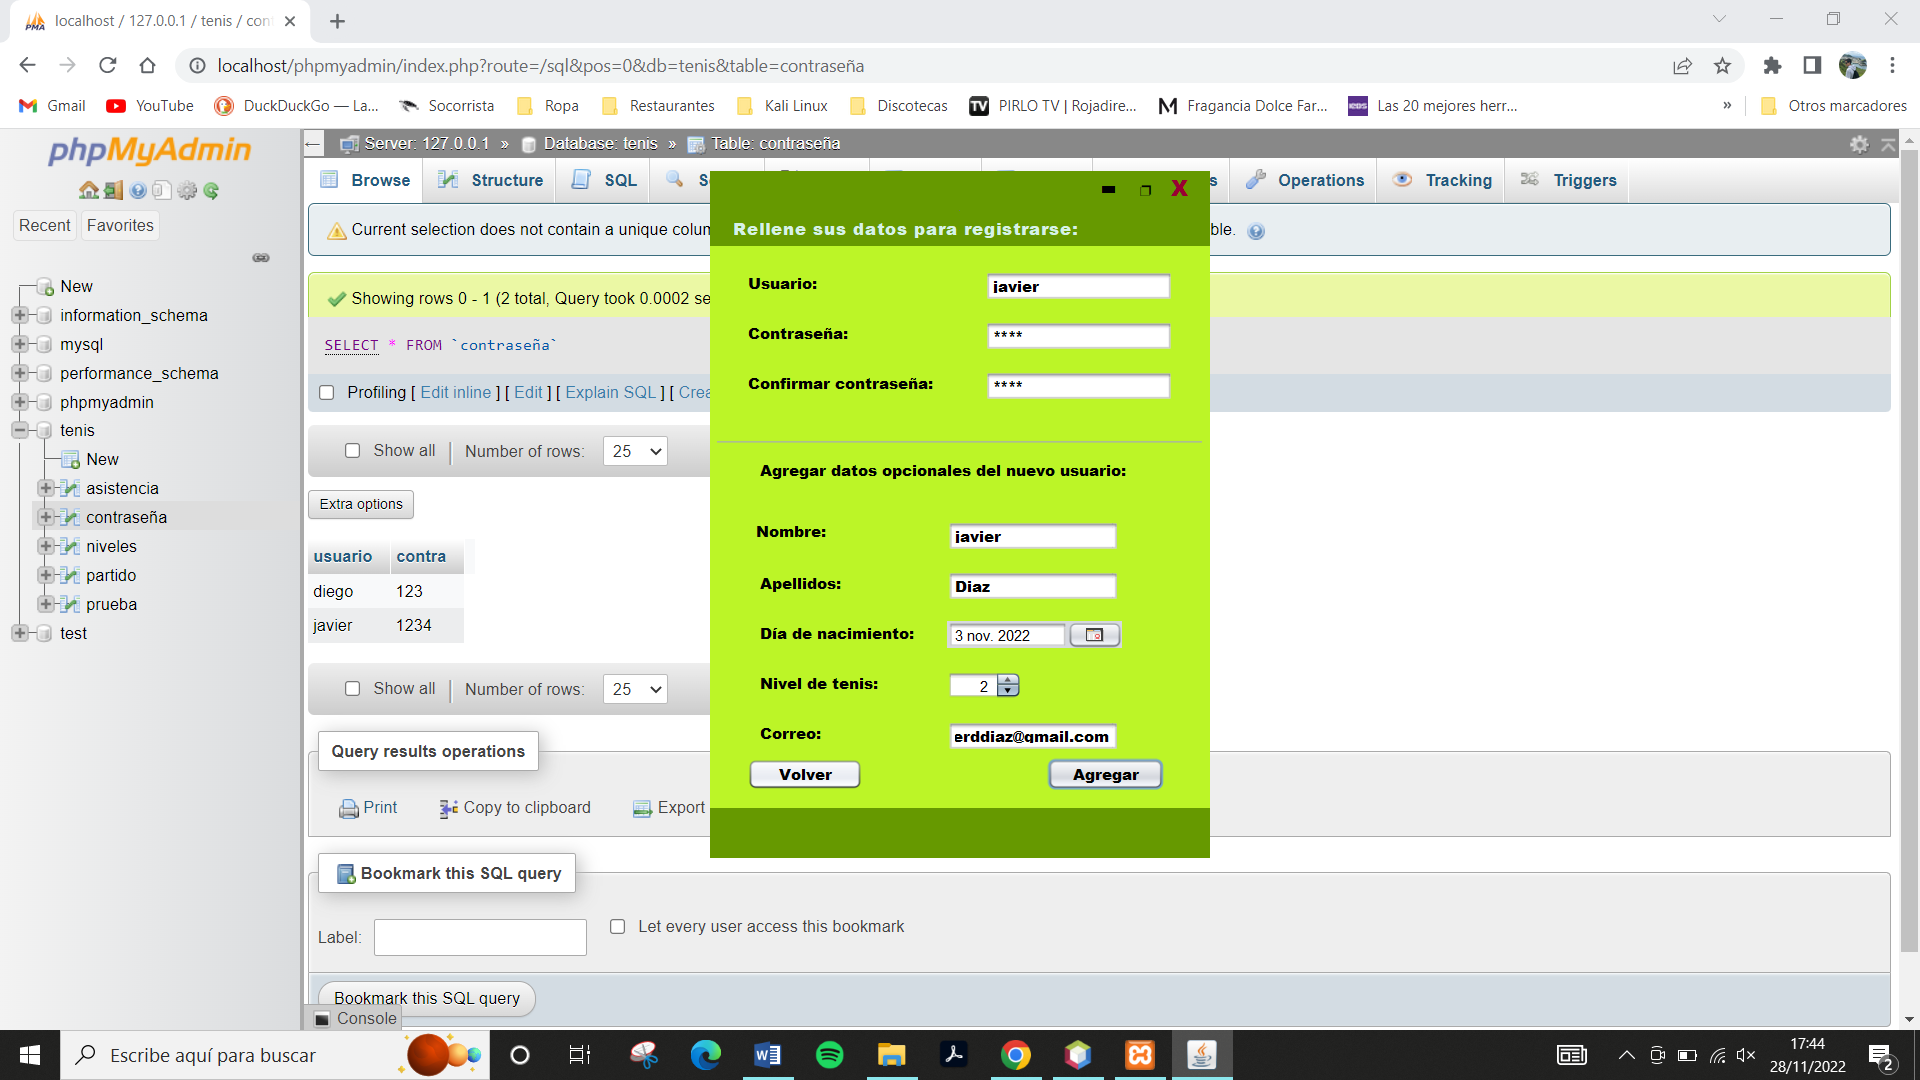 localhost / 127.0.0.1 / tenis / con
localhost/phpmyadmin/index.php?route=/sql&pos=0&db=tenis&table=contraseña
Gmail YouTube DuckDuckGo — La... Socorrista Ropa Restaurantes Kali Linux Discotecas PIRLO TV | Rojadire... Fragancia Dolce Far... Las 20 mejores herr... » Otros marcadores
phpMyAdmin
Recent Favorites
New
information_schema
mysql
performance_schema
phpmyadmin
tenis
New
asistencia
contraseña
niveles
partido
prueba
test
Server: 127.0.0.1 » Database: tenis » Table: contraseña
Browse Structure SQL Operations Tracking Triggers
Current selection does not contain a unique colum
ble.
Showing rows 0 - 1 (2 total, Query took 0.0002 se
SELECT * FROM `contraseña`
Profiling [ Edit inline ] [ Edit ] [ Explain SQL ] [ Crea
Show all Number of rows: 25
Extra options
usuario contra
diego 123
javier 1234
Show all Number of rows: 25
Query results operations
Print Copy to clipboard Export
Bookmark this SQL query
Label: Let every user access this bookmark
Bookmark this SQL query
Console
X
Rellene sus datos para registrarse:
Usuario: javier
Contraseña: ****
Confirmar contraseña: ****
Agregar datos opcionales del nuevo usuario:
Nombre: javier
Apellidos: Diaz
Día de nacimiento: 3 nov. 2022
Nivel de tenis: 2
Correo: erddiaz@gmail.com
Volver Agregar
Escribe aquí para buscar
17:44
28/11/2022
2